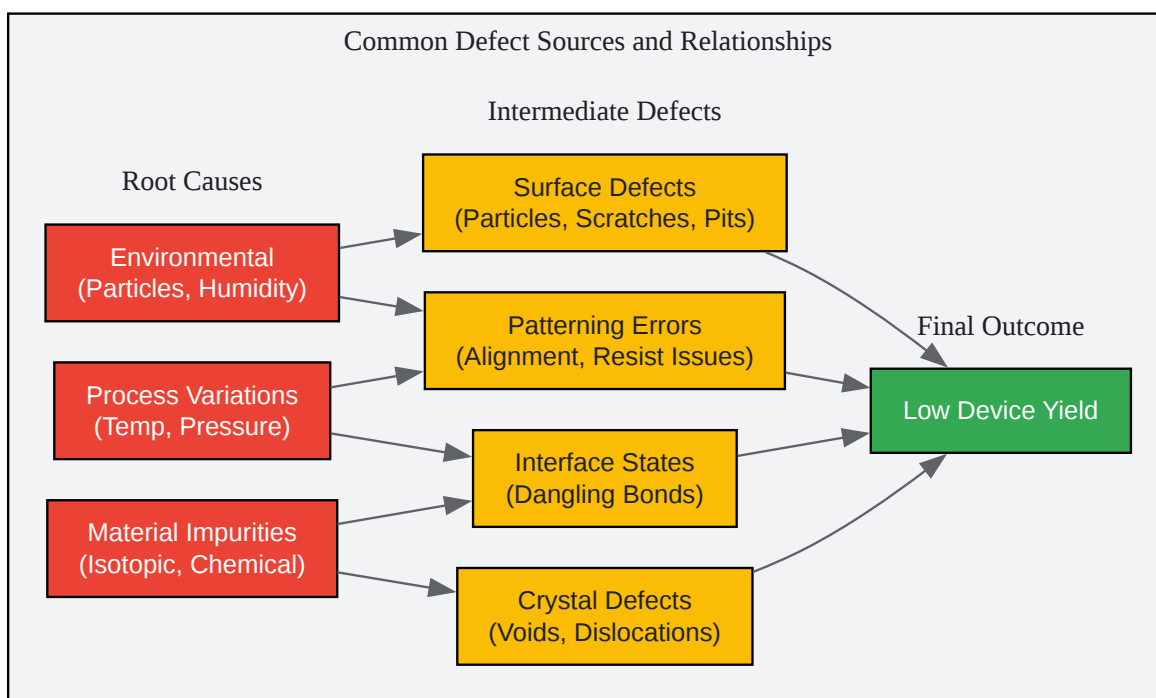 Common Defect Sources and Relationships
Intermediate Defects
Root Causes
Environmental
(Particles, Humidity)
Process Variations
(Temp, Pressure)
Material Impurities
(Isotopic, Chemical)
Surface Defects
(Particles, Scratches, Pits)
Patterning Errors
(Alignment, Resist Issues)
Interface States
(Dangling Bonds)
Crystal Defects
(Voids, Dislocations)
Final Outcome
Low Device Yield